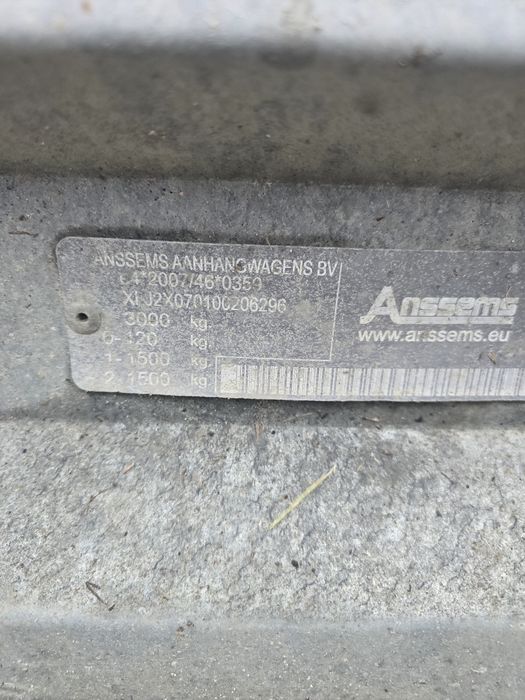 ANSSEMS AANHANGWAGENS BV
e4*2007/46*0359
XLJ2X070100206296
3000 kg
0-120 kg
1-1500 kg
2-1500 kg
Anssems
www.anssems.eu